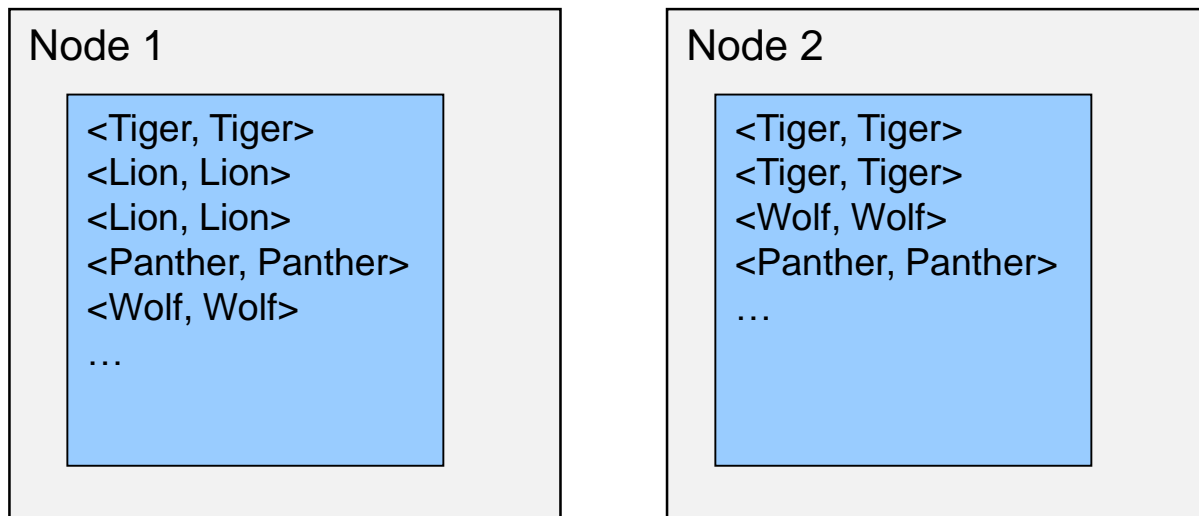 Node 1
<Tiger, Tiger>
<Lion, Lion>
<Lion, Lion>
<Panther, Panther>
<Wolf, Wolf>
…
Node 2
<Tiger, Tiger>
<Tiger, Tiger>
<Wolf, Wolf>
<Panther, Panther>
…